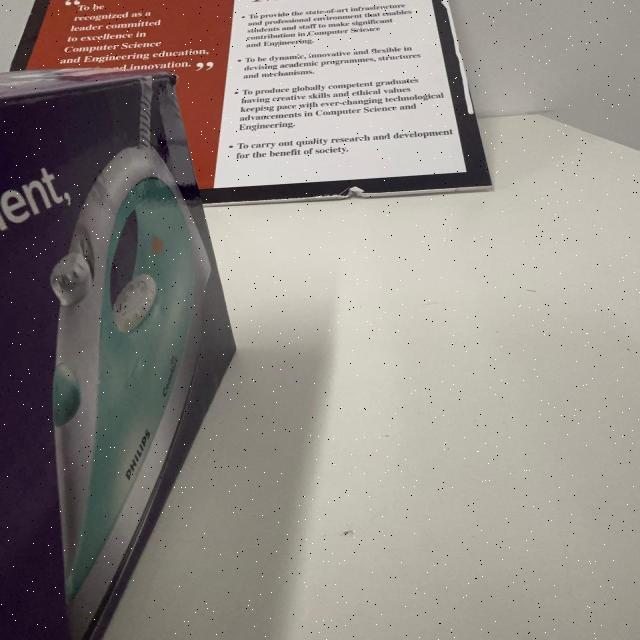 “To be
recognized as a
leader committed
to excellence in
Computer Science
and Engineering education,
and innovation.”
• To provide the state-of-art infrastructure
and professional environment that enables
students and staff to make significant
contribution in Computer Science
and Engineering.
• To be dynamic, innovative and flexible in
devising academic programmes, structures
and mechanisms.
• To produce globally competent graduates
having creative skills and ethical values
keeping pace with ever-changing technological
advancements in Computer Science and
Engineering.
• To carry out quality research and development
for the benefit of society.
ent,
PHILIPS